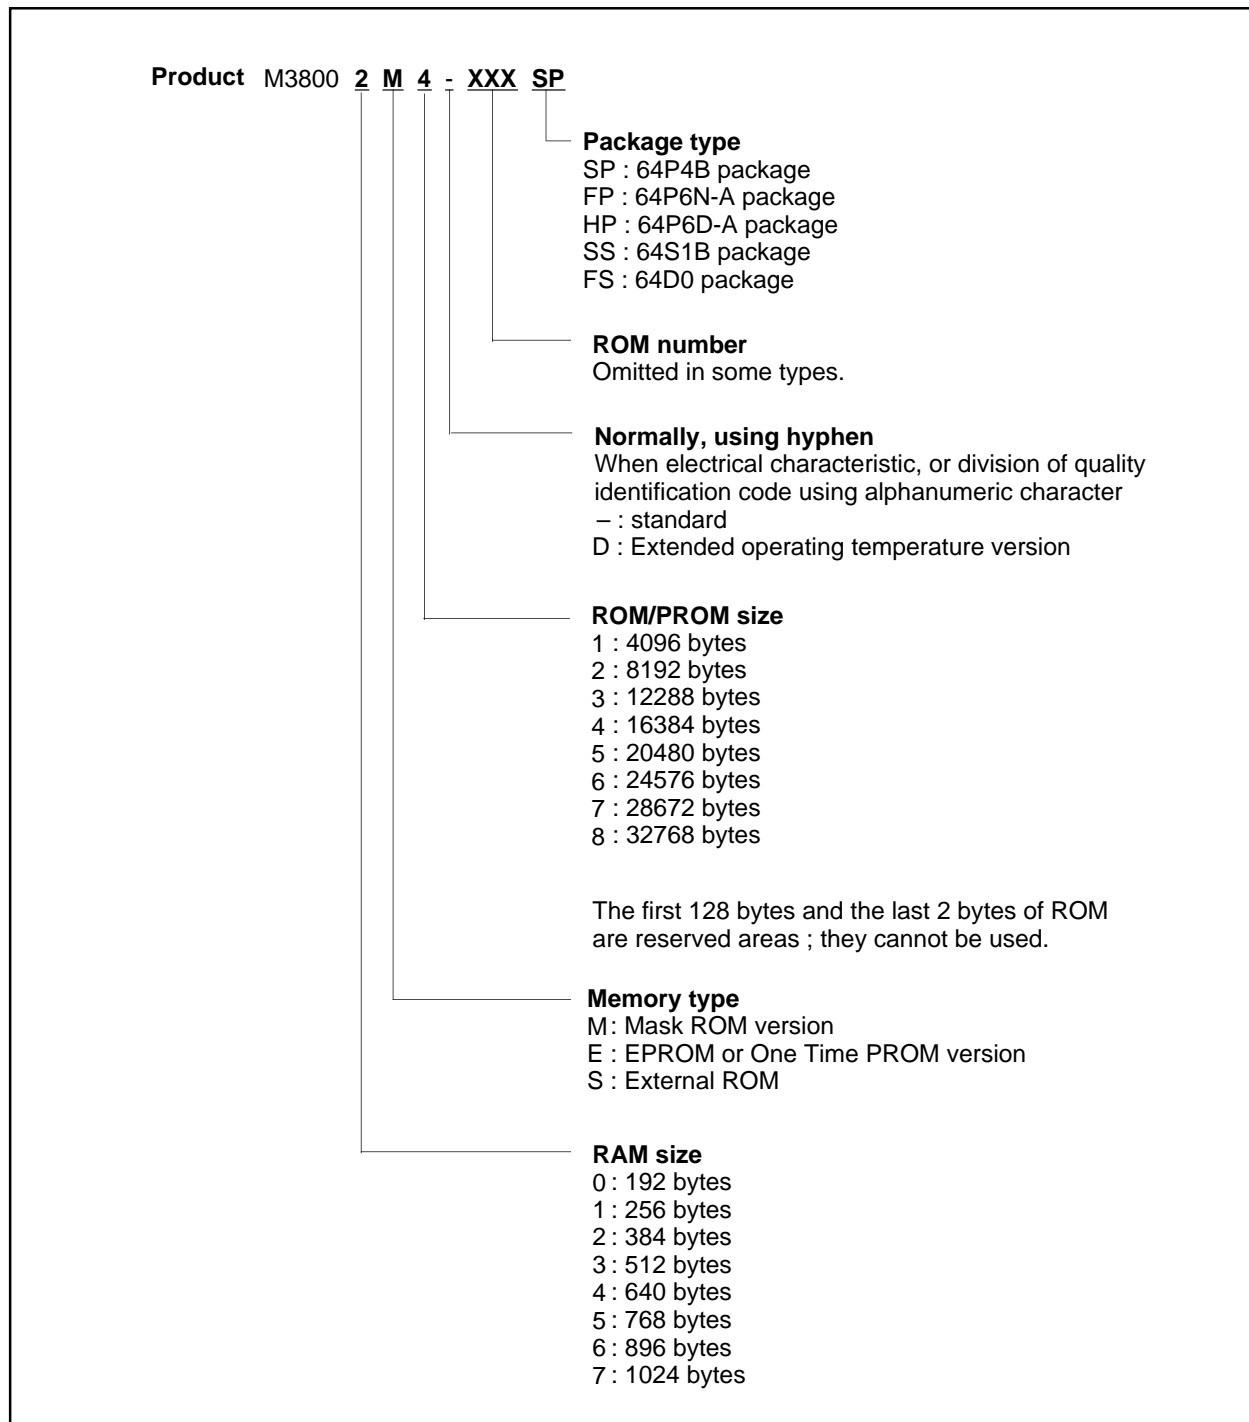 Product M3800 2 M 4 - XXX SP
Package type
SP : 64P4B package
FP : 64P6N-A package
HP : 64P6D-A package
SS : 64S1B package
FS : 64D0 package
ROM number
Omitted in some types.
Normally, using hyphen
When electrical characteristic, or division of quality
identification code using alphanumeric character
– : standard
D : Extended operating temperature version
ROM/PROM size
1 : 4096 bytes
2 : 8192 bytes
3 : 12288 bytes
4 : 16384 bytes
5 : 20480 bytes
6 : 24576 bytes
7 : 28672 bytes
8 : 32768 bytes
The first 128 bytes and the last 2 bytes of ROM
are reserved areas ; they cannot be used.
Memory type
M : Mask ROM version
E : EPROM or One Time PROM version
S : External ROM
RAM size
0 : 192 bytes
1 : 256 bytes
2 : 384 bytes
3 : 512 bytes
4 : 640 bytes
5 : 768 bytes
6 : 896 bytes
7 : 1024 bytes